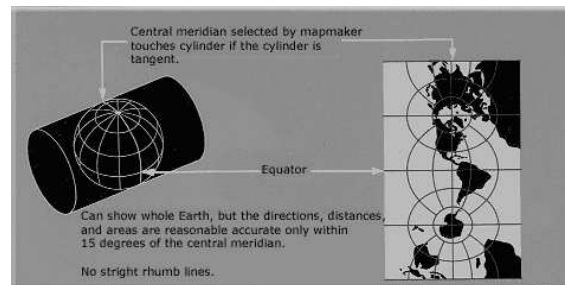 Central meridian selected by mapmaker
touches cylinder if the cylinder is
tangent.
Equator
Can show whole Earth, but the directions, distances,
and areas are reasonable accurate only within
15 degrees of the central meridian.
No stright rhumb lines.